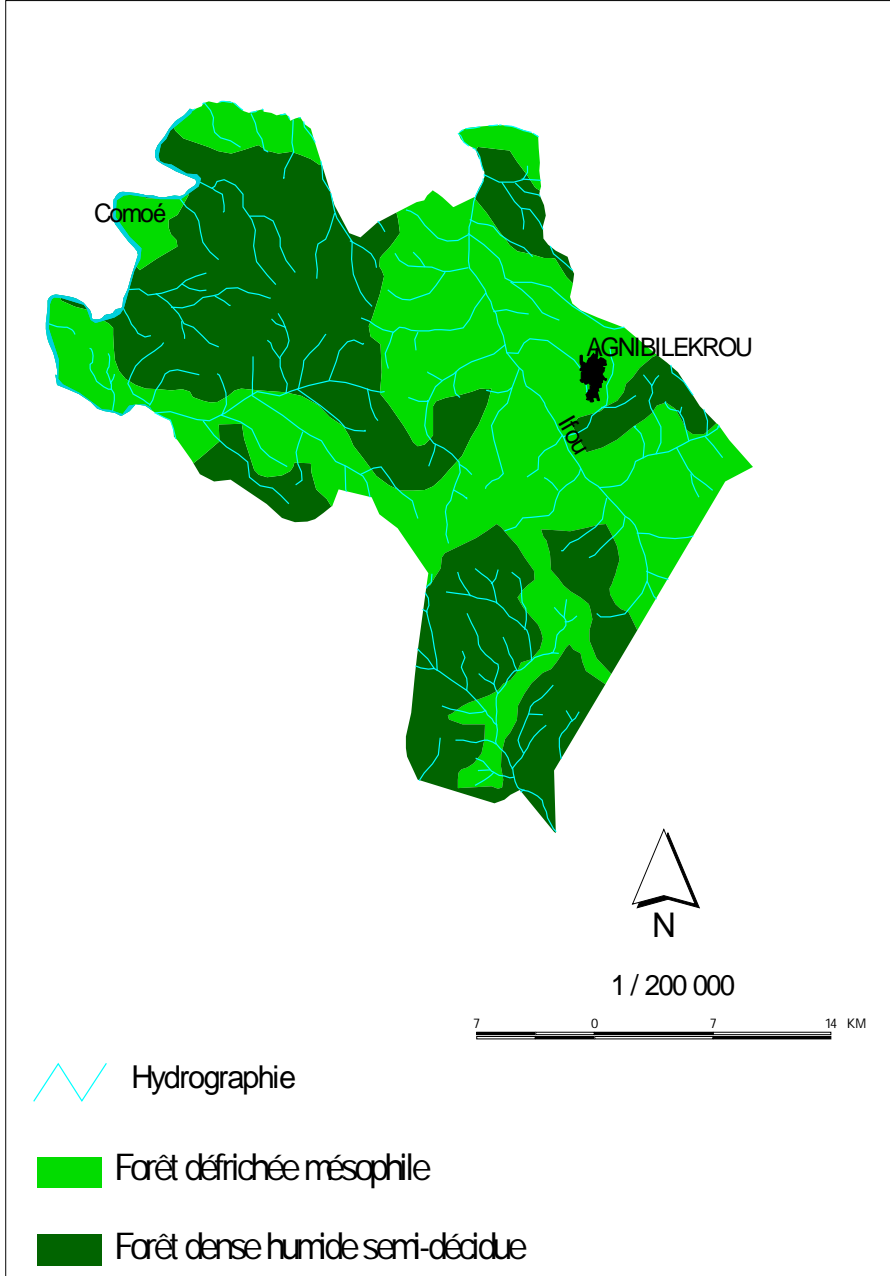 Comoé
AGNIBILEKROU
Ifou
N
1 / 200 000
7 0 7 14 KM
Hydrographie
Forêt défrichée mésophile
Forêt dense humide semi-décidue